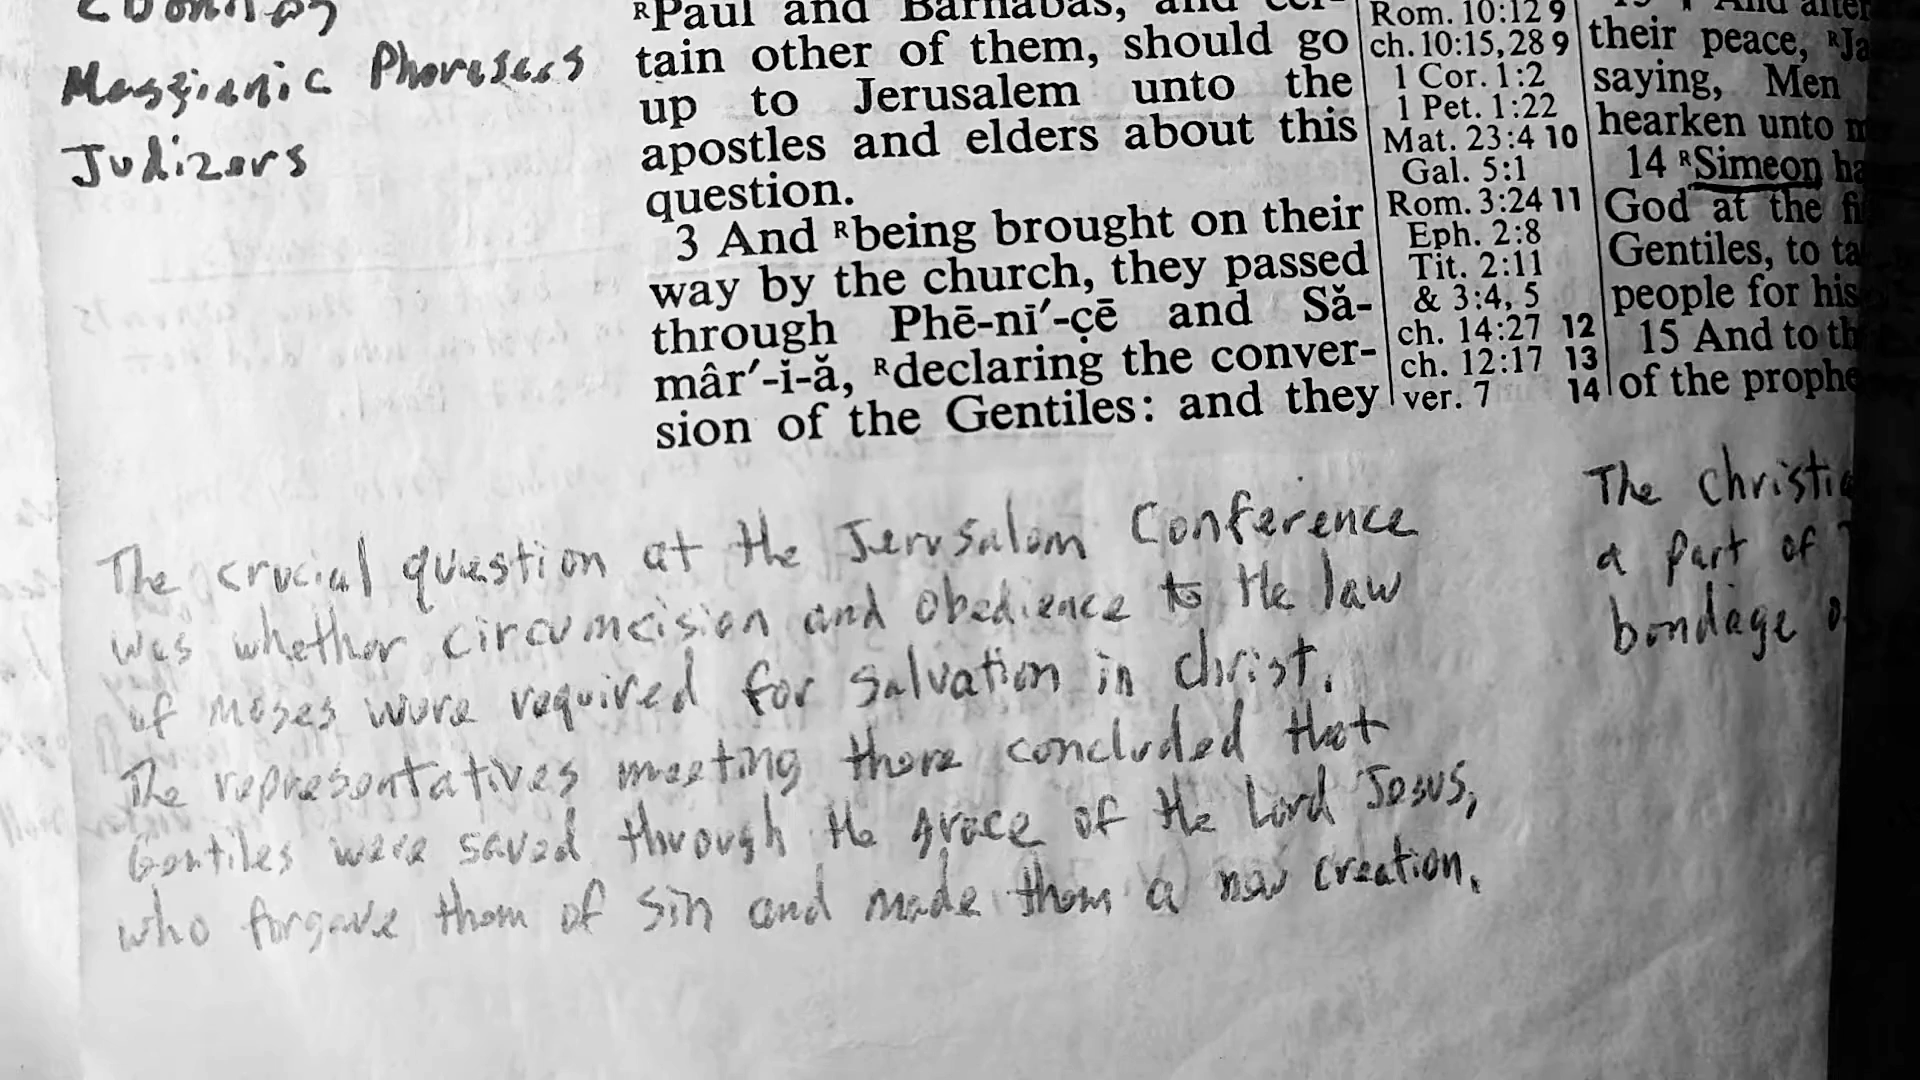 Messianic Pharisees
Judizers
RPaul and Barnabas, and cer-
tain other of them, should go
up to Jerusalem unto the
apostles and elders about this
question.
3 And Rbeing brought on their
way by the church, they passed
through Phē-nī′-çē and Să-
mâr′-i-ă, Rdeclaring the conver-
sion of the Gentiles: and they
Rom. 10:12 9
ch. 10:15, 28 9
1 Cor. 1:2
1 Pet. 1:22
Mat. 23:4 10
Gal. 5:1
Rom. 3:24 11
Eph. 2:8
Tit. 2:11
& 3:4, 5
ch. 14:27 12
ch. 12:17 13
ver. 7 14
their peace,
saying, Men
hearken unto
14 RSimeon
God at the
Gentiles, to
people for his
15 And to
of the
The crucial question at the Jerusalem Conference
was whether circumcision and obedience to the law
of moses were required for salvation in christ.
The representatives meeting there concluded that
Gentiles were saved through the grace of the Lord Jesus,
who forgave them of sin and made them a new creation.
The
a part of
bondage